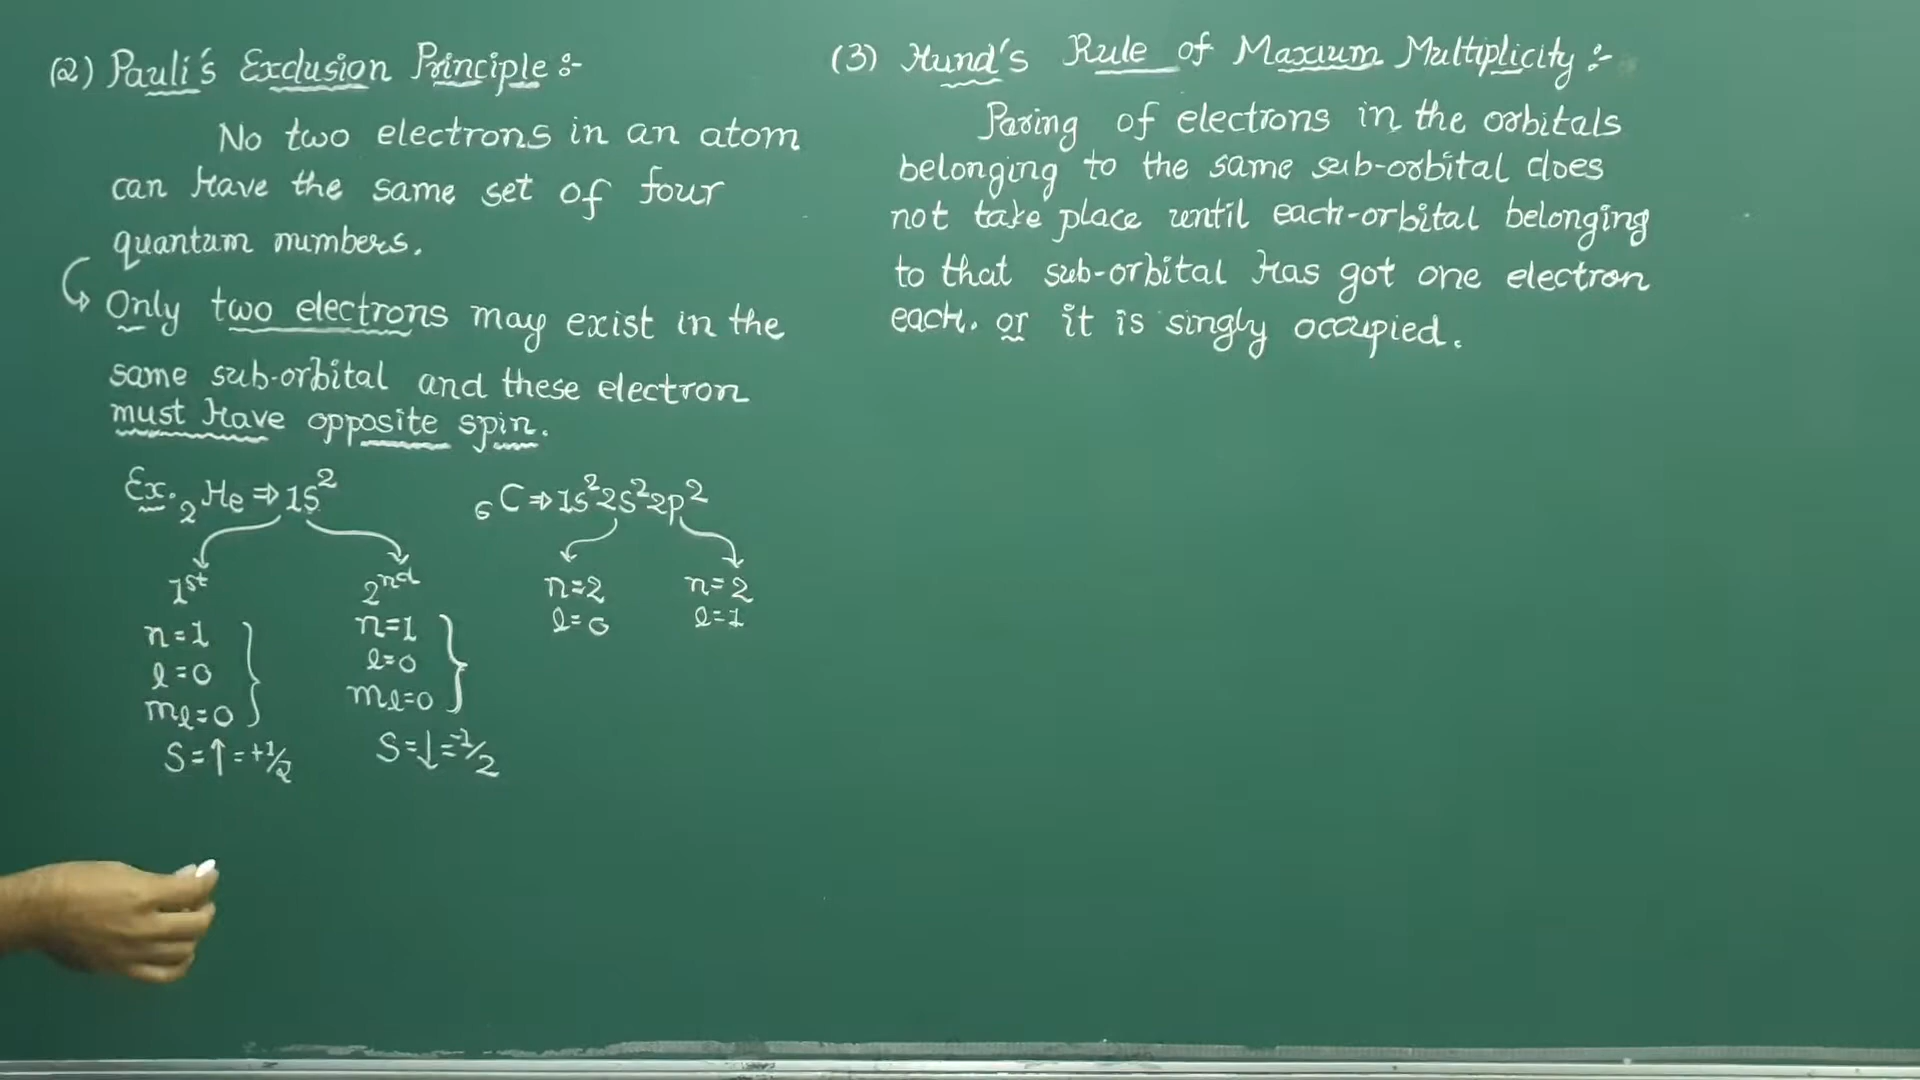 (2) Pauli's Exclusion Principle :-
No two electrons in an atom
can have the same set of four
quantum numbers.
↳ Only two electrons may exist in the
same sub-orbital and these electron
must have opposite spin.
Ex. ₂He ⇒ 1s²
1st
n=1
l=0
ml=0
S=↑=+1/2
2nd
n=1
l=0
ml=0
S=↓=-1/2
₆C ⇒ 1s²2s²2p²
n=2
l=0
n=2
l=1
(3) Hund's Rule of Maxium Multiplicity :-
Paring of electrons in the orbitals
belonging to the same sub-orbital does
not take place until each-orbital belonging
to that sub-orbital has got one electron
each. or it is singly occupied.